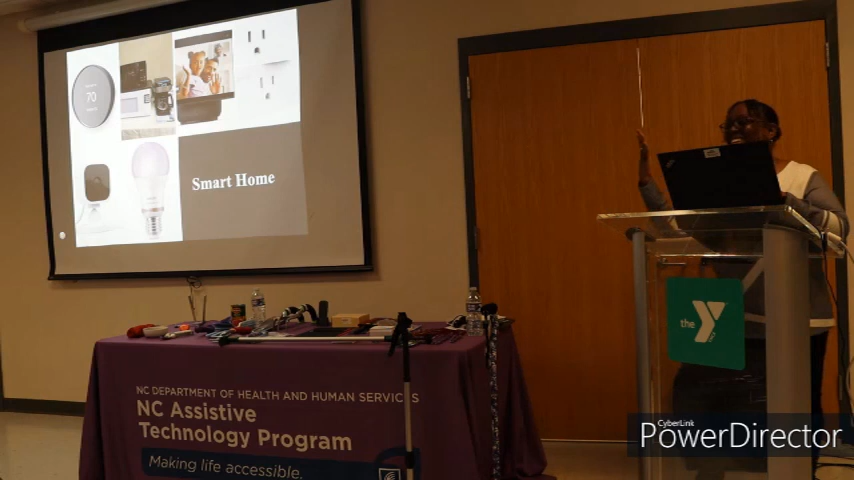 70
Smart Home
the Y
NC DEPARTMENT OF HEALTH AND HUMAN SERVICES
NC Assistive
Technology Program
Making life accessible.
CyberLink
PowerDirector